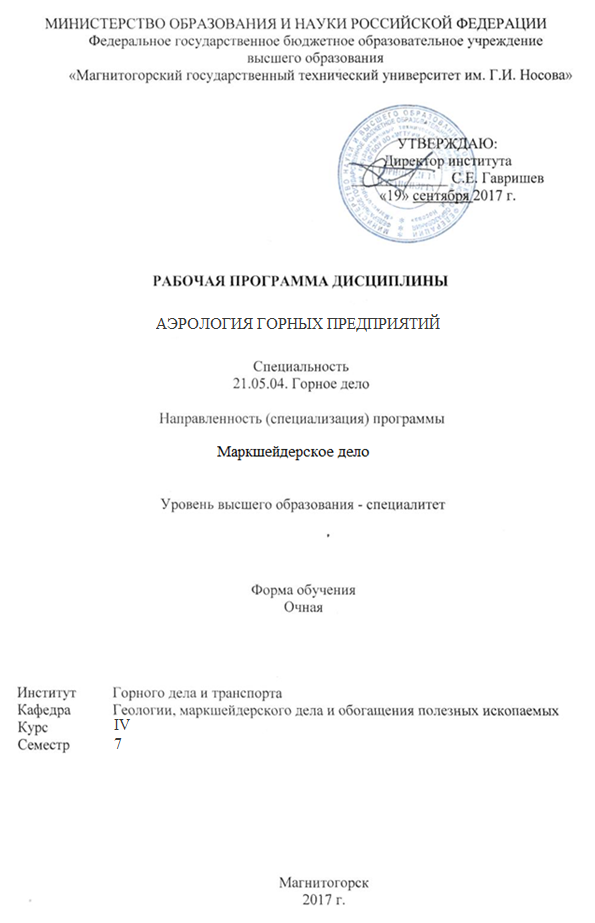 МИНИСТЕРСТВО ОБРАЗОВАНИЯ И НАУКИ РОССИЙСКОЙ ФЕДЕРАЦИИ
Федеральное государственное бюджетное образовательное учреждение
высшего образования
«Магнитогорский государственный технический университет им. Г.И. Носова»
УТВЕРЖДАЮ:
Директор института
С.Е. Гавришев
«19» сентября 2017 г.
РАБОЧАЯ ПРОГРАММА ДИСЦИПЛИНЫ
АЭРОЛОГИЯ ГОРНЫХ ПРЕДПРИЯТИЙ
Специальность
21.05.04. Горное дело
Направленность (специализация) программы
Маркшейдерское дело
Уровень высшего образования - специалитет
Форма обучения
Очная
Институт Горного дела и транспорта
Кафедра Геологии, маркшейдерского дела и обогащения полезных ископаемых
Курс IV
Семестр 7
Магнитогорск
2017 г.